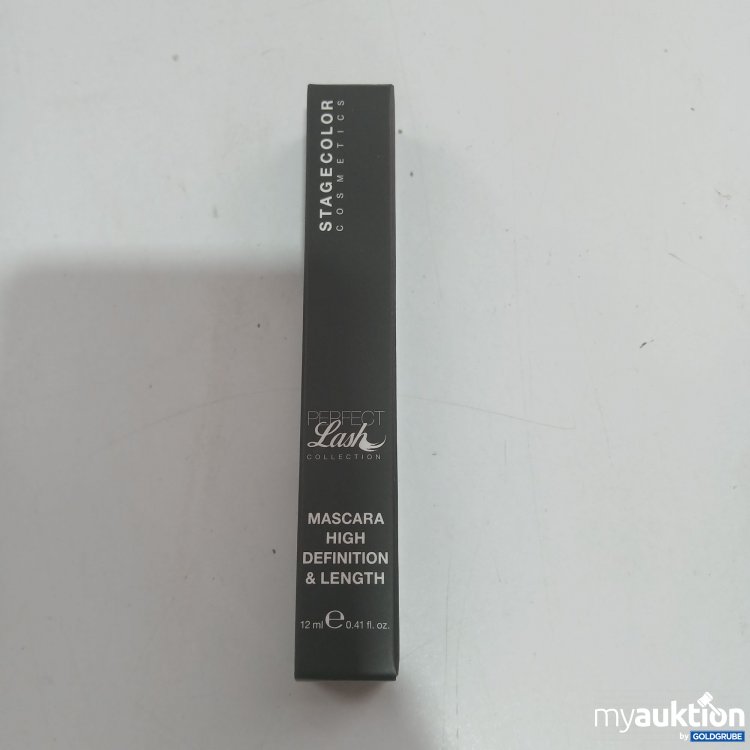 STAGECOLOR
COSMETICS
PERFECT
Lash
COLLECTION
MASCARA
HIGH
DEFINITION
& LENGTH
12 ml ℮ 0.41 fl. oz.
myauktion
by GOLDGRUBE